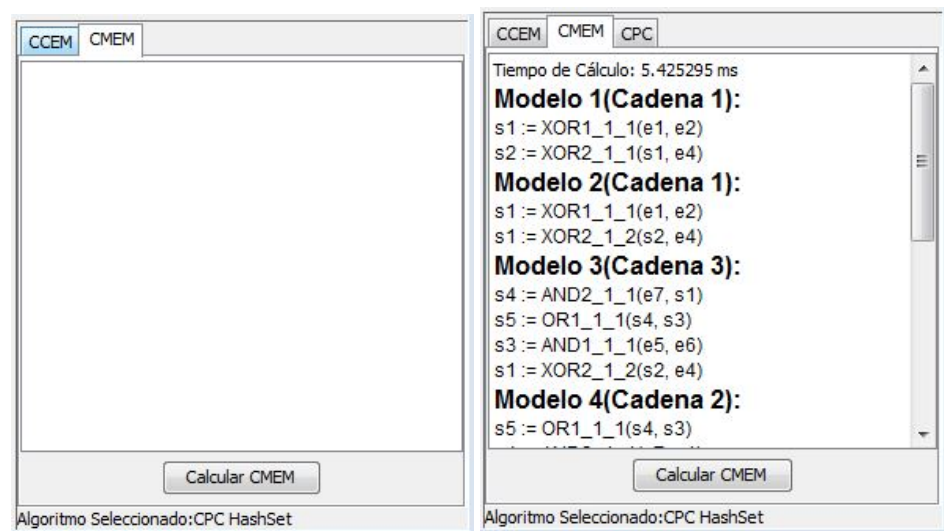 CCEM CMEM
Calcular CMEM
Algoritmo Seleccionado:CPC HashSet
CCEM CMEM CPC
Tiempo de Cálculo: 5.425295 ms
Modelo 1(Cadena 1):
s1 := XOR1_1_1(e1, e2)
s2 := XOR2_1_1(s1, e4)
Modelo 2(Cadena 1):
s1 := XOR1_1_1(e1, e2)
s1 := XOR2_1_2(s2, e4)
Modelo 3(Cadena 3):
s4 := AND2_1_1(e7, s1)
s5 := OR1_1_1(s4, s3)
s3 := AND1_1_1(e5, e6)
s1 := XOR2_1_2(s2, e4)
Modelo 4(Cadena 2):
s5 := OR1_1_1(s4, s3)
Calcular CMEM
Algoritmo Seleccionado:CPC HashSet